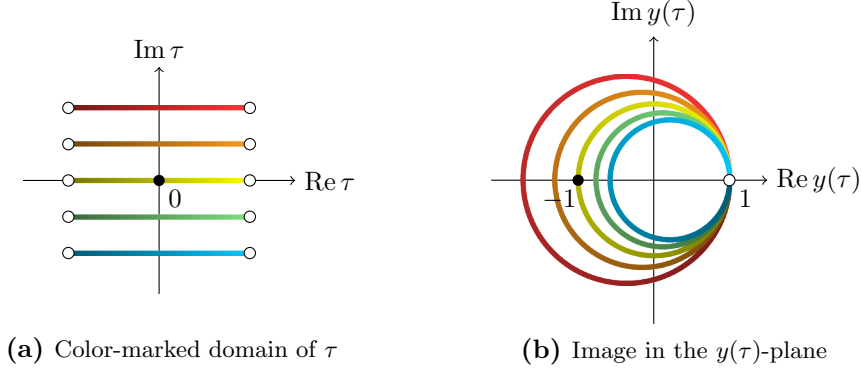 Im τ
Re τ
0
(a) Color-marked domain of τ
Im y(τ)
Re y(τ)
−1
1
(b) Image in the y(τ)-plane